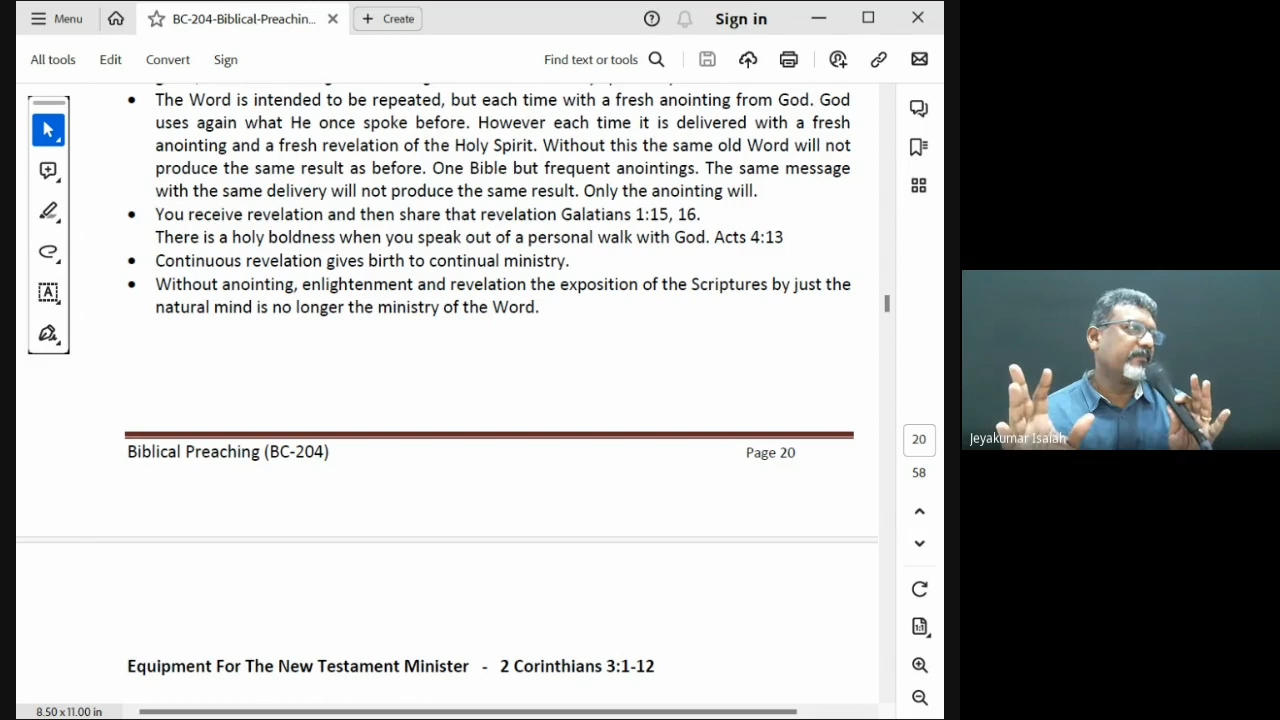 Menu
BC-204-Biblical-Preachin...
Create
Sign in
All tools
Edit
Convert
Sign
Find text or tools
• The Word is intended to be repeated, but each time with a fresh anointing from God. God
uses again what He once spoke before. However each time it is delivered with a fresh
anointing and a fresh revelation of the Holy Spirit. Without this the same old Word will not
produce the same result as before. One Bible but frequent anointings. The same message
with the same delivery will not produce the same result. Only the anointing will.
• You receive revelation and then share that revelation Galatians 1:15, 16.
There is a holy boldness when you speak out of a personal walk with God. Acts 4:13
• Continuous revelation gives birth to continual ministry.
• Without anointing, enlightenment and revelation the exposition of the Scriptures by just the
natural mind is no longer the ministry of the Word.
Jeyakumar Isaiah
Biblical Preaching (BC-204)
Page 20
20
58
Equipment For The New Testament Minister - 2 Corinthians 3:1-12
8.50 x 11.00 in